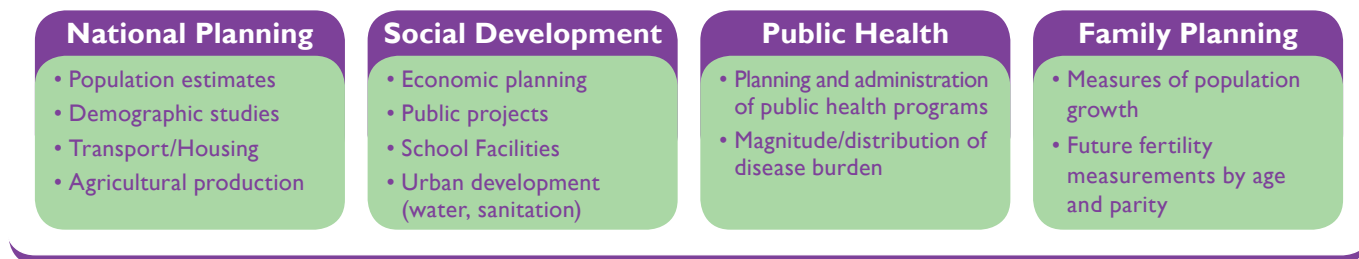 National Planning
• Population estimates
• Demographic studies
• Transport/Housing
• Agricultural production
Social Development
• Economic planning
• Public projects
• School Facilities
• Urban development
(water, sanitation)
Public Health
• Planning and administration
of public health programs
• Magnitude/distribution of
disease burden
Family Planning
• Measures of population
growth
• Future fertility
measurements by age
and parity